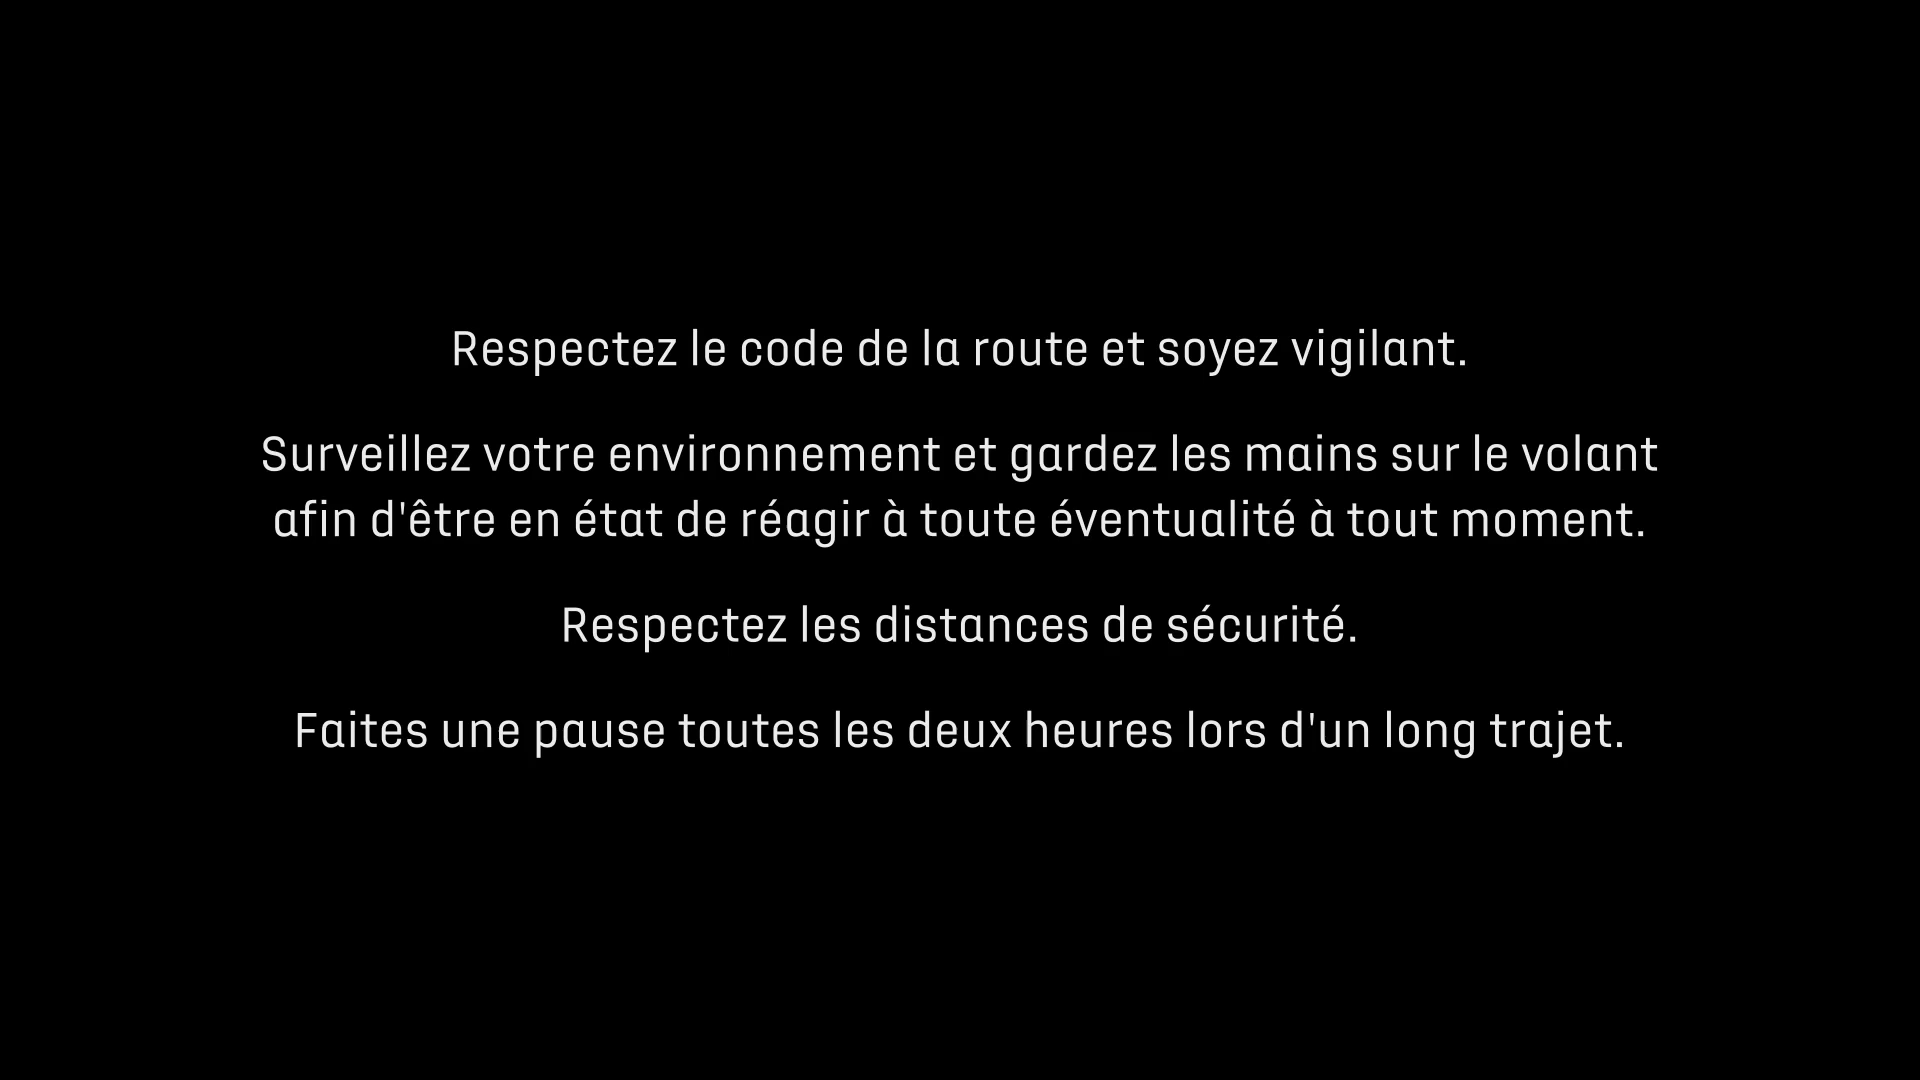 Respectez le code de la route et soyez vigilant.
Surveillez votre environnement et gardez les mains sur le volant
afin d'être en état de réagir à toute éventualité à tout moment.
Respectez les distances de sécurité.
Faites une pause toutes les deux heures lors d'un long trajet.